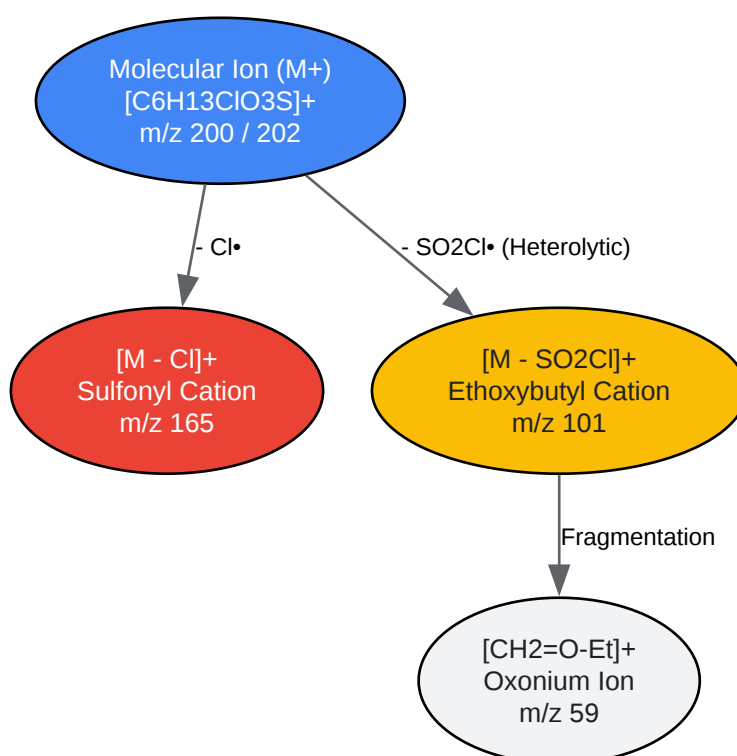 Molecular Ion (M+)
[C6H13ClO3S]+
m/z 200 / 202
- Cl•
- SO2Cl• (Heterolytic)
[M - Cl]+
Sulfonyl Cation
m/z 165
[M - SO2Cl]+
Ethoxybutyl Cation
m/z 101
Fragmentation
[CH2=O-Et]+
Oxonium Ion
m/z 59